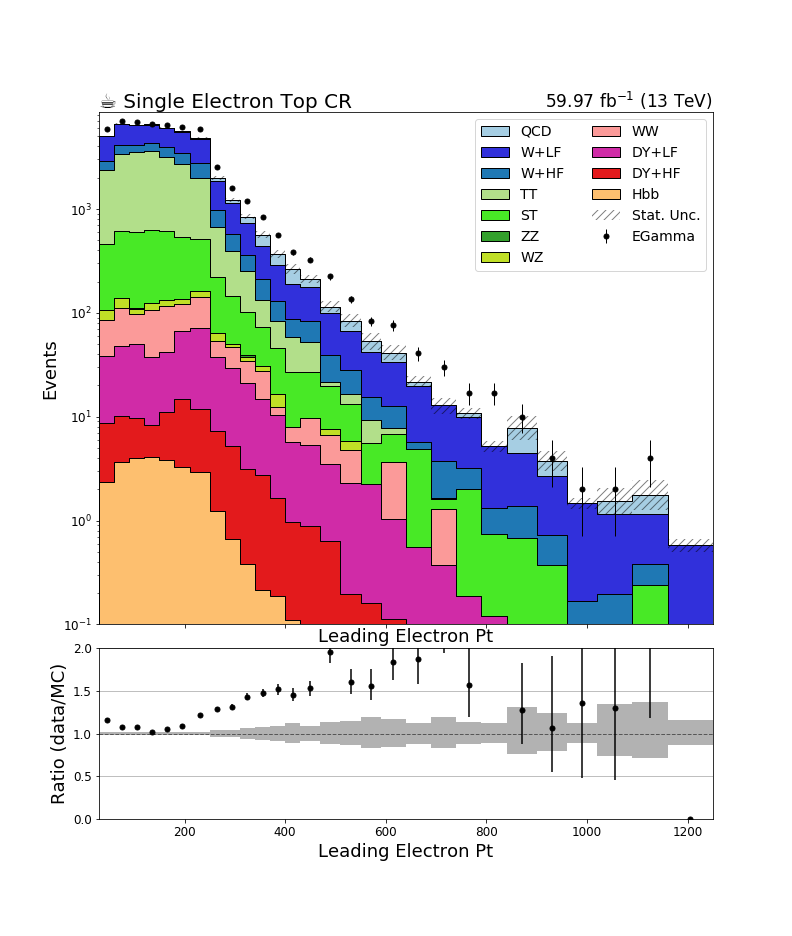 ☕ Single Electron Top CR 59.97 fb⁻¹ (13 TeV)
QCD WW
W+LF DY+LF
W+HF DY+HF
TT Hbb
ST Stat. Unc.
ZZ EGamma
WZ
Events
10³
10²
10¹
10⁰
10⁻¹
Leading Electron Pt
Ratio (data/MC)
2.0
1.5
1.0
0.5
0.0
200 400 600 800 1000 1200
Leading Electron Pt